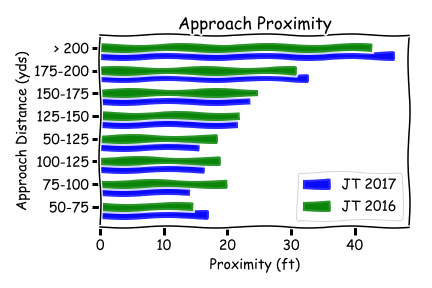 Approach Proximity
Approach Distance (yds)
> 200
175-200
150-175
125-150
50-125
100-125
75-100
50-75
0 10 20 30 40
Proximity (ft)
JT 2017
JT 2016